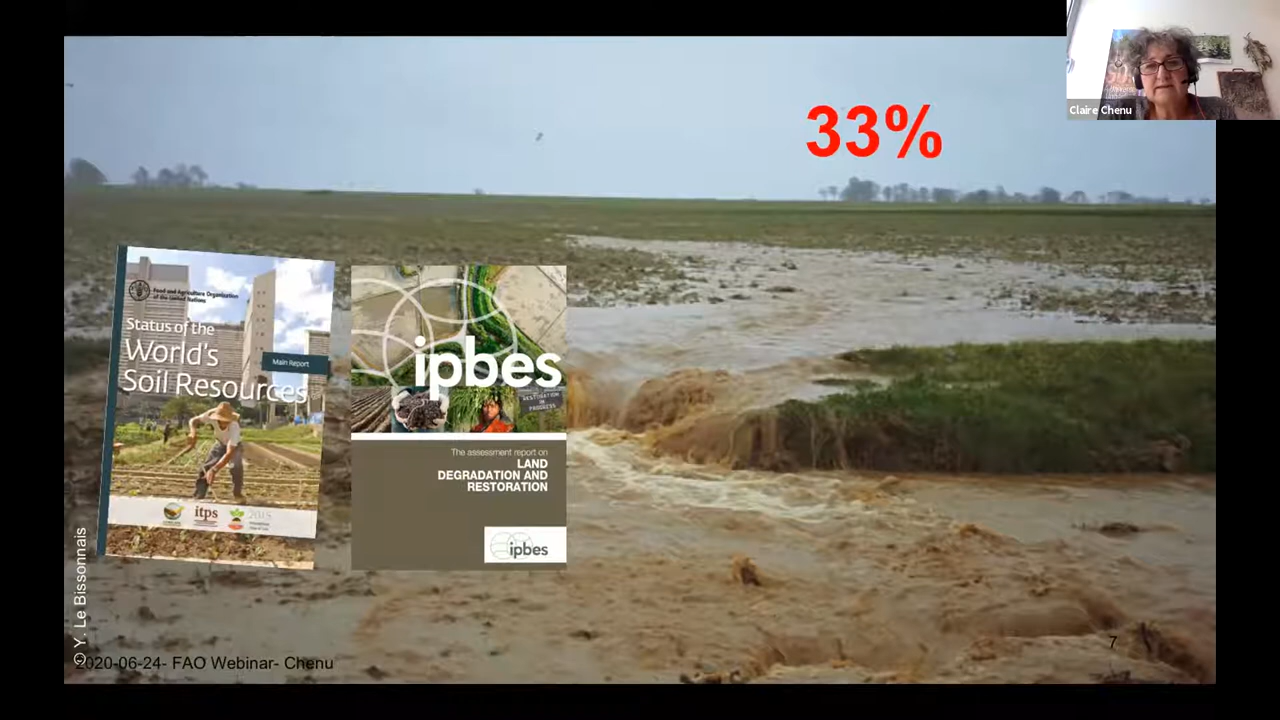 Claire Chenu
33%
Food and Agriculture Organization
of the United Nations
Status of the
World's
Soil Resources
Main Report
itps
2015
ipbes
RESTORATION
IN
PROGRESS
The assessment report on
LAND
DEGRADATION AND
RESTORATION
ipbes
© Y. Le Bissonnais
2020-06-24- FAO Webinar- Chenu
7